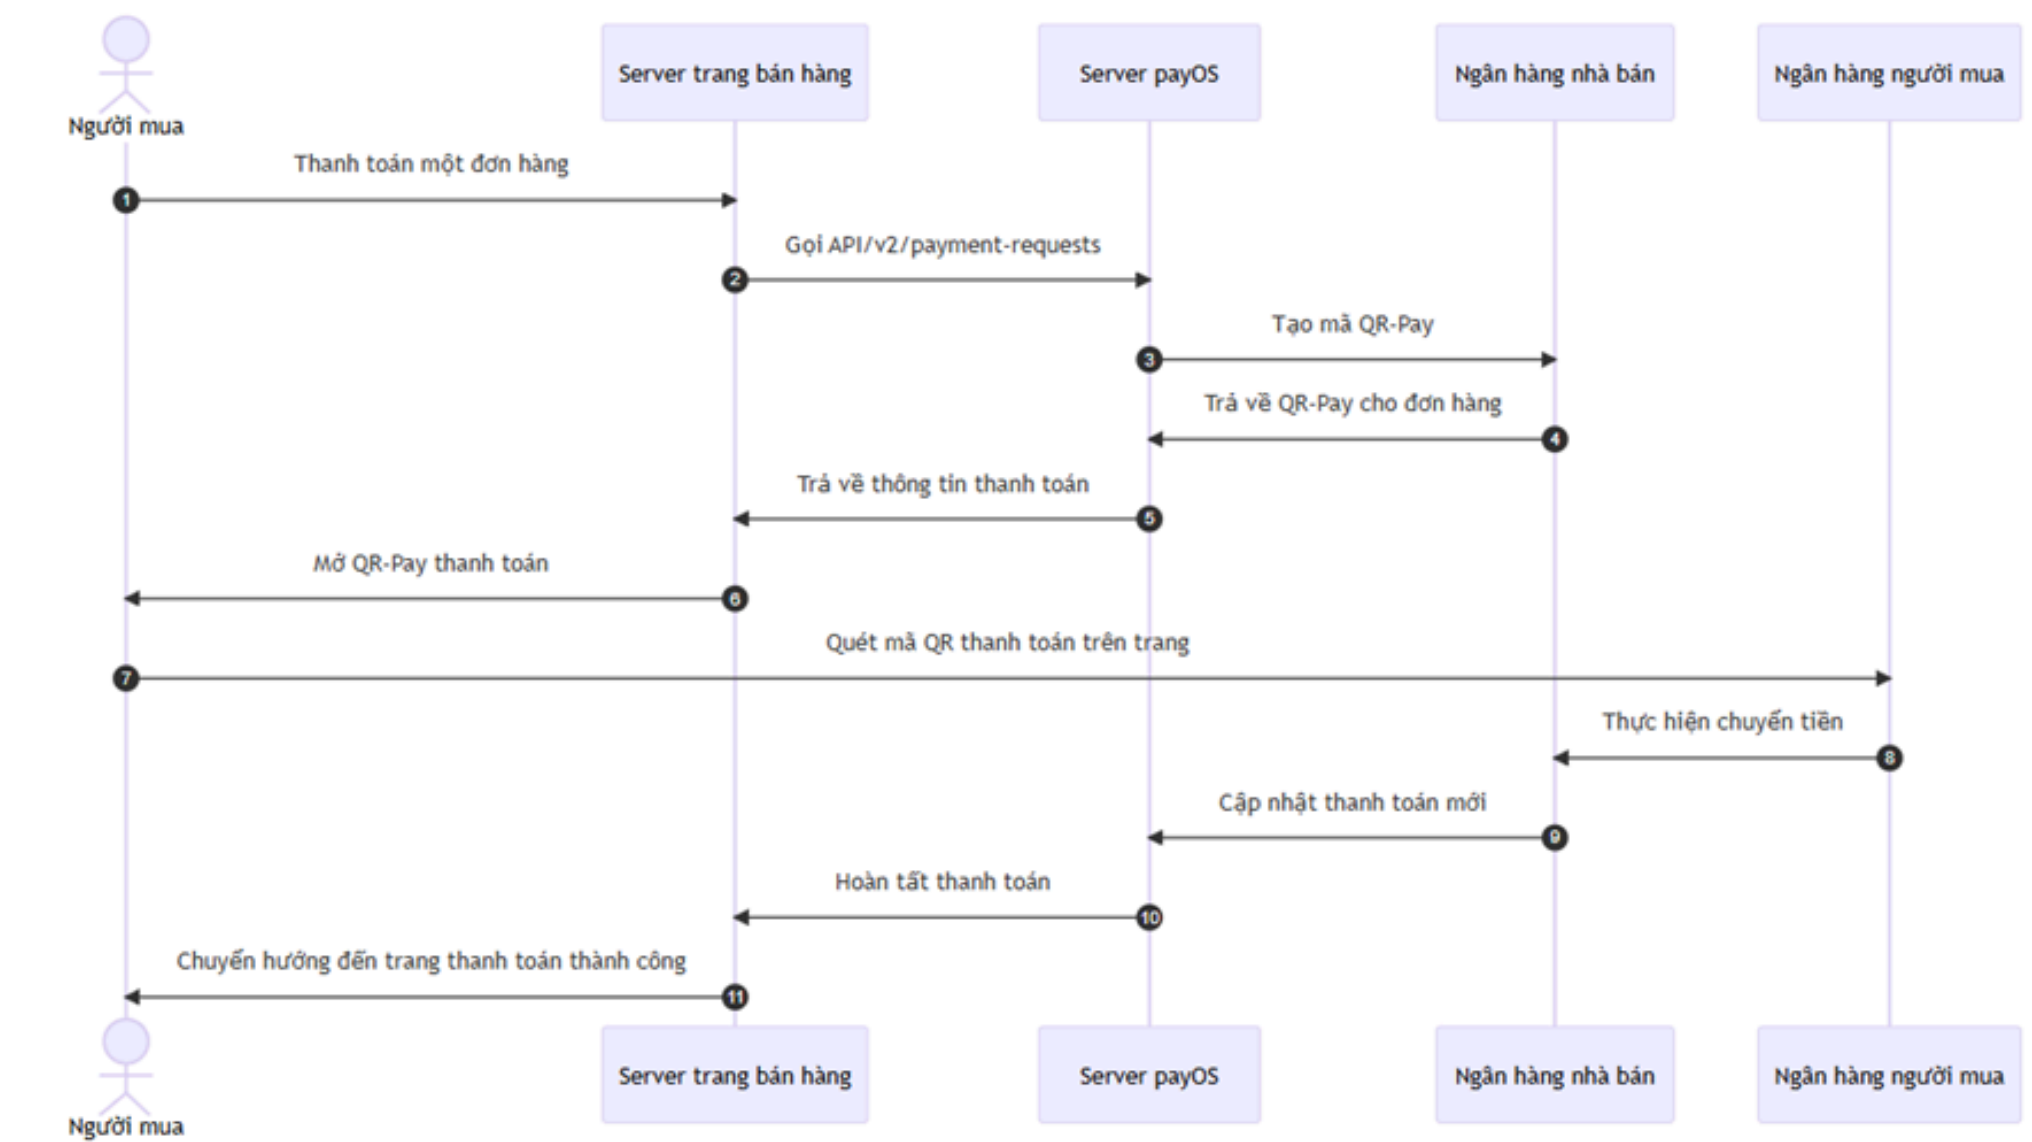 Server trang bán hàng
Server payOS
Ngân hàng nhà bán
Ngân hàng người mua
Người mua
Thanh toán một đơn hàng
1
Gọi API/v2/payment-requests
2
Tạo mã QR-Pay
3
Trả về QR-Pay cho đơn hàng
4
Trả về thông tin thanh toán
5
Mở QR-Pay thanh toán
6
Quét mã QR thanh toán trên trang
7
Thực hiện chuyển tiền
8
Cập nhật thanh toán mới
9
Hoàn tất thanh toán
10
Chuyển hướng đến trang thanh toán thành công
11
Server trang bán hàng
Server payOS
Ngân hàng nhà bán
Ngân hàng người mua
Người mua